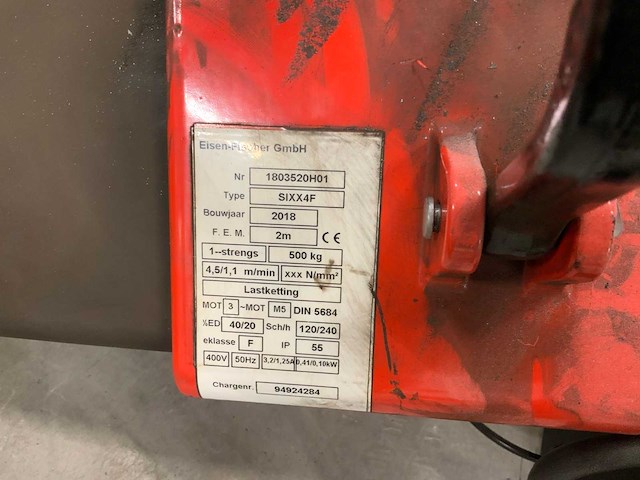 Eisen-Fischer GmbH
Nr 1803520H01
Type SIXX4F
Bouwjaar 2018
F. E. M. 2m CE
1--strengs 500 kg
4,5/1,1 m/min xxx N/mm²
Lastketting
MOT 3 ~MOT M5 DIN 5684
%ED 40/20 Sch/h 120/240
eklasse F IP 55
400V 50Hz 3,2/1,25A 0,41/0,10kW
Chargenr. 94924284